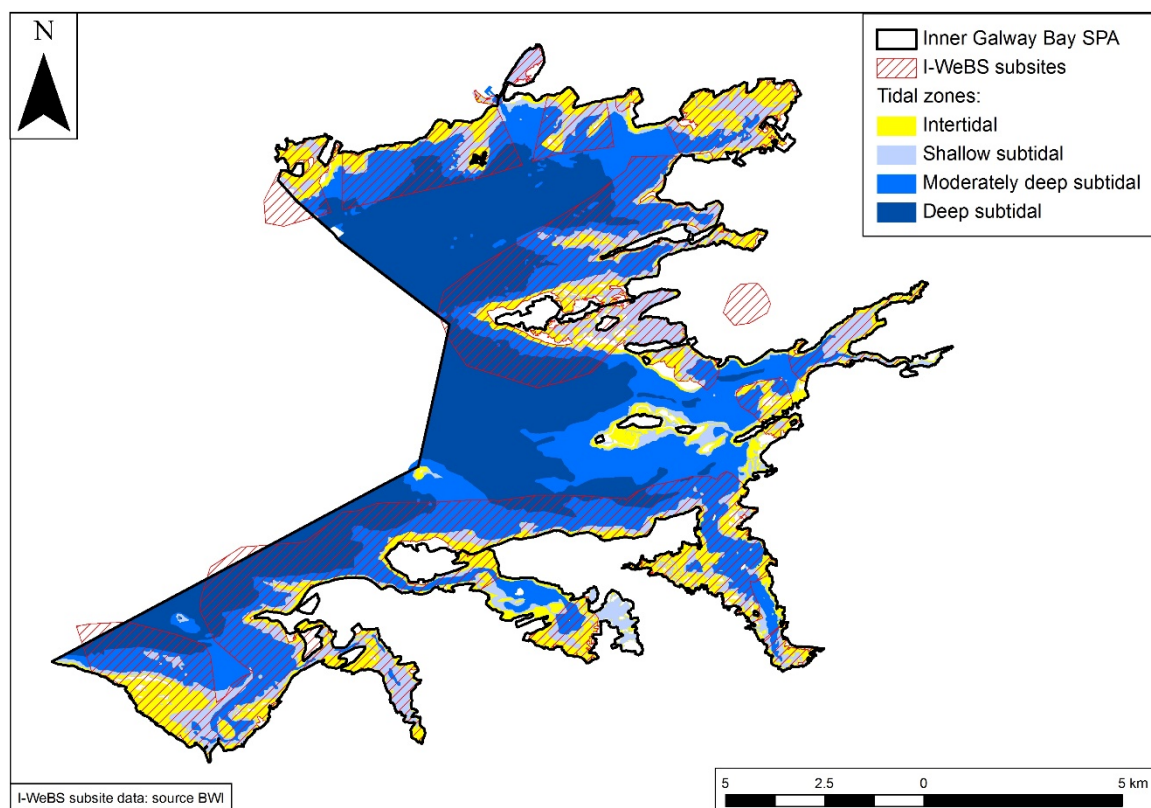 N
Inner Galway Bay SPA
I-WeBS subsites
Tidal zones:
Intertidal
Shallow subtidal
Moderately deep subtidal
Deep subtidal
I-WeBS subsite data: source BWI
5 2.5 0 5 km